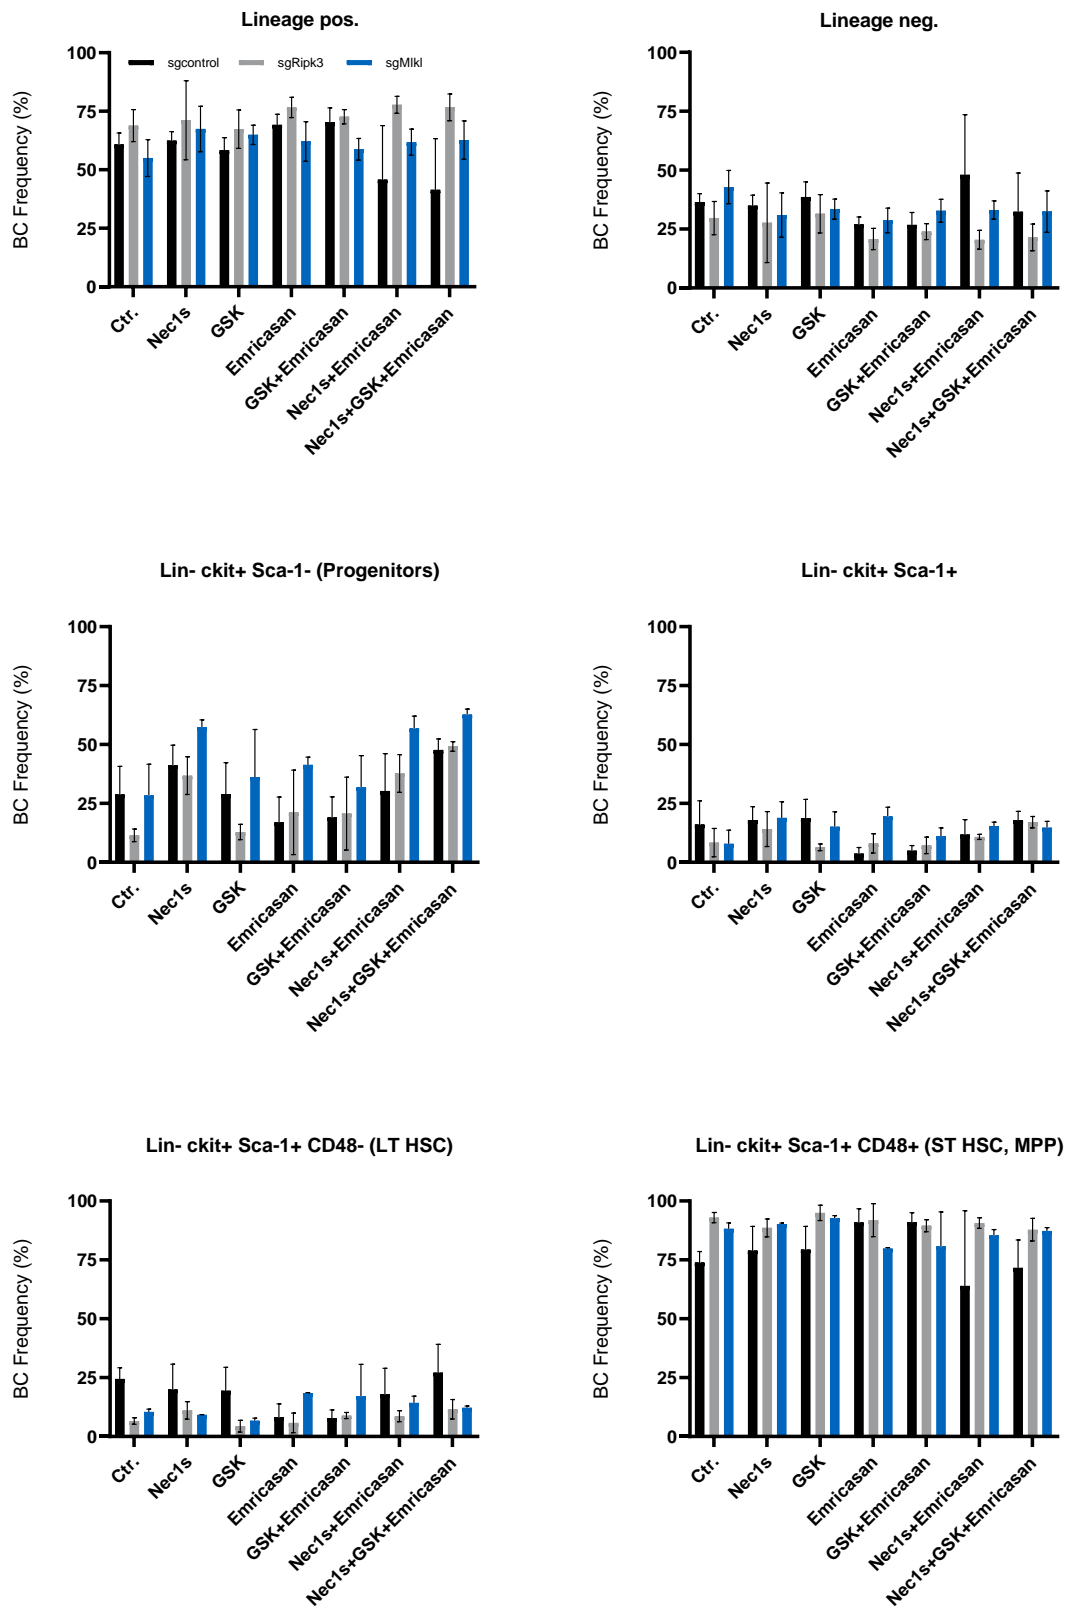 Lineage pos.
BC Frequency (%)
100
75
50
25
0
sgcontrol sgRipk3 sgMlkl
Ctr. Nec1s GSK Emricasan GSK+Emricasan Nec1s+Emricasan Nec1s+GSK+Emricasan
Lineage neg.
BC Frequency (%)
100
75
50
25
0
Ctr. Nec1s GSK Emricasan GSK+Emricasan Nec1s+Emricasan Nec1s+GSK+Emricasan
Lin- ckit+ Sca-1- (Progenitors)
BC Frequency (%)
100
75
50
25
0
Ctr. Nec1s GSK Emricasan GSK+Emricasan Nec1s+Emricasan Nec1s+GSK+Emricasan
Lin- ckit+ Sca-1+
BC Frequency (%)
100
75
50
25
0
Ctr. Nec1s GSK Emricasan GSK+Emricasan Nec1s+Emricasan Nec1s+GSK+Emricasan
Lin- ckit+ Sca-1+ CD48- (LT HSC)
BC Frequency (%)
100
75
50
25
0
Ctr. Nec1s GSK Emricasan GSK+Emricasan Nec1s+Emricasan Nec1s+GSK+Emricasan
Lin- ckit+ Sca-1+ CD48+ (ST HSC, MPP)
BC Frequency (%)
100
75
50
25
0
Ctr. Nec1s GSK Emricasan GSK+Emricasan Nec1s+Emricasan Nec1s+GSK+Emricasan